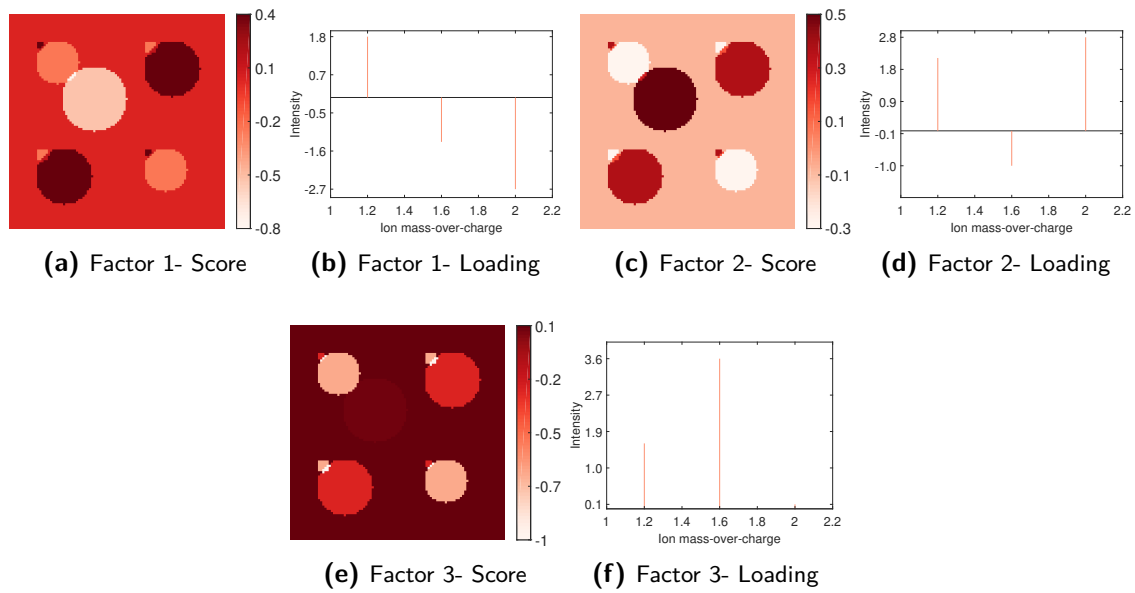 0.4
0.1
-0.2
-0.5
-0.8
1.8
0.7
-0.5
-1.6
-2.7
Intensity
1 1.2 1.4 1.6 1.8 2 2.2
Ion mass-over-charge
0.5
0.3
0.1
-0.1
-0.3
2.8
1.8
0.9
-0.1
-1.0
Intensity
1 1.2 1.4 1.6 1.8 2 2.2
Ion mass-over-charge
(a) Factor 1- Score
(b) Factor 1- Loading
(c) Factor 2- Score
(d) Factor 2- Loading
0.1
-0.2
-0.5
-0.7
-1
3.6
2.7
1.9
1.0
0.1
Intensity
1 1.2 1.4 1.6 1.8 2 2.2
Ion mass-over-charge
(e) Factor 3- Score
(f) Factor 3- Loading